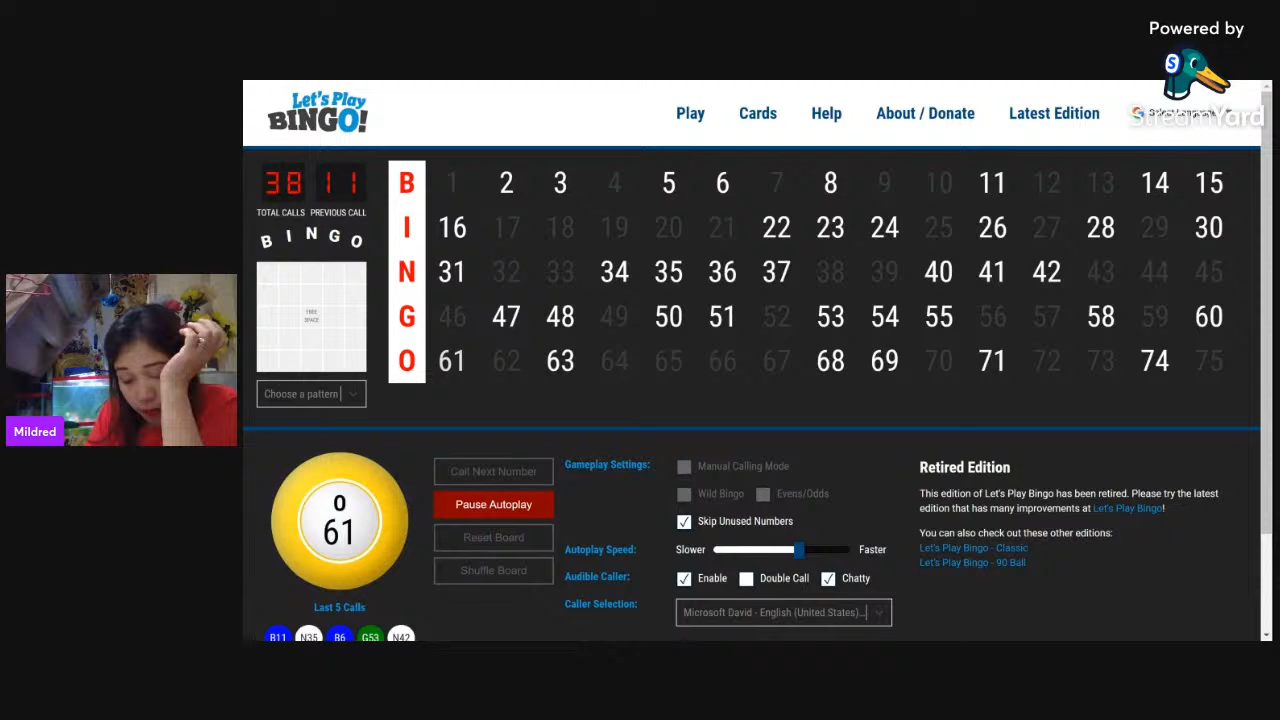 Powered by
StreamYard
Let's Play
BINGO!
Play
Cards
Help
About / Donate
Latest Edition
Select Language
38 11
TOTAL CALLS PREVIOUS CALL
BINGO
FREE
SPACE
Choose a pattern
B 1 2 3 4 5 6 7 8 9 10 11 12 13 14 15
I 16 17 18 19 20 21 22 23 24 25 26 27 28 29 30
N 31 32 33 34 35 36 37 38 39 40 41 42 43 44 45
G 46 47 48 49 50 51 52 53 54 55 56 57 58 59 60
O 61 62 63 64 65 66 67 68 69 70 71 72 73 74 75
Mildred
O
61
Last 5 Calls
B11 N35 B6 G53 N42
Call Next Number
Pause Autoplay
Reset Board
Shuffle Board
Gameplay Settings:
Manual Calling Mode
Wild Bingo Evens/Odds
Skip Unused Numbers
Autoplay Speed: Slower Faster
Audible Caller: Enable Double Call Chatty
Caller Selection: Microsoft David - English (United States)...
Retired Edition
This edition of Let's Play Bingo has been retired. Please try the latest
edition that has many improvements at Let's Play Bingo!
You can also check out these other editions:
Let's Play Bingo - Classic
Let's Play Bingo - 90 Ball